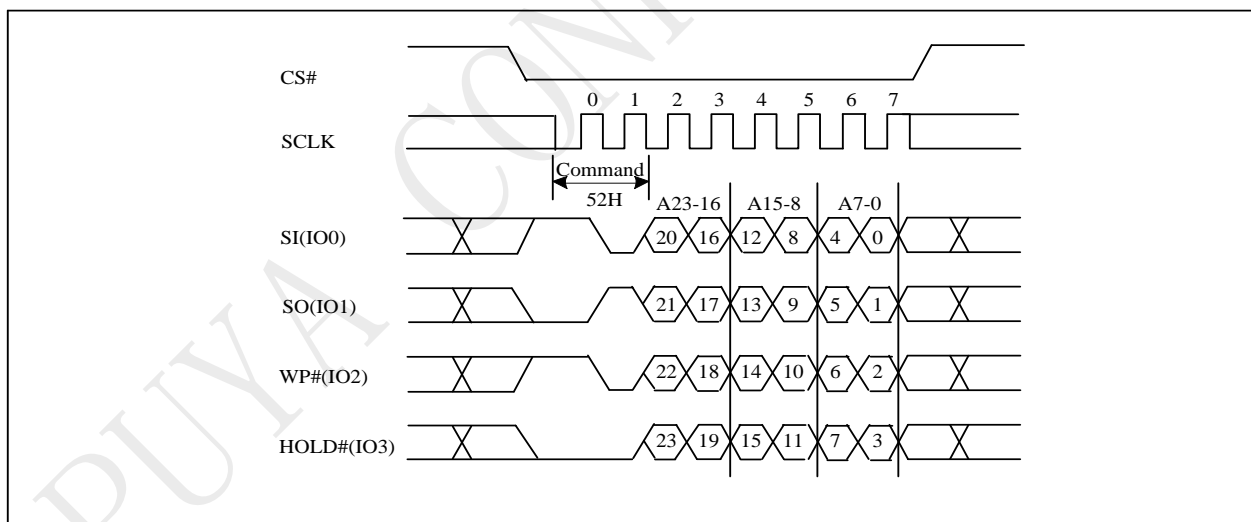 CS#
0 1 2 3 4 5 6 7
SCLK
Command
52H
A23-16 A15-8 A7-0
SI(IO0) 20 16 12 8 4 0
SO(IO1) 21 17 13 9 5 1
WP#(IO2) 22 18 14 10 6 2
HOLD#(IO3) 23 19 15 11 7 3
PUYA CONF